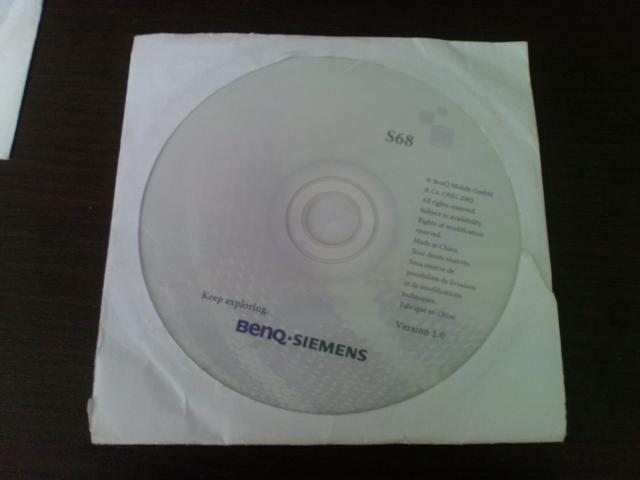 S68
© BenQ Mobile GmbH
& Co. OHG 2005
All rights reserved.
Subject to availability.
Rights of modification
reserved.
Made in China.
Tous droits réservés.
Sous réserve de
possibilités de livraison
et de modifications
techniques.
Fabriqué en Chine
Version 1.0
Keep exploring.
BenQ·SIEMENS